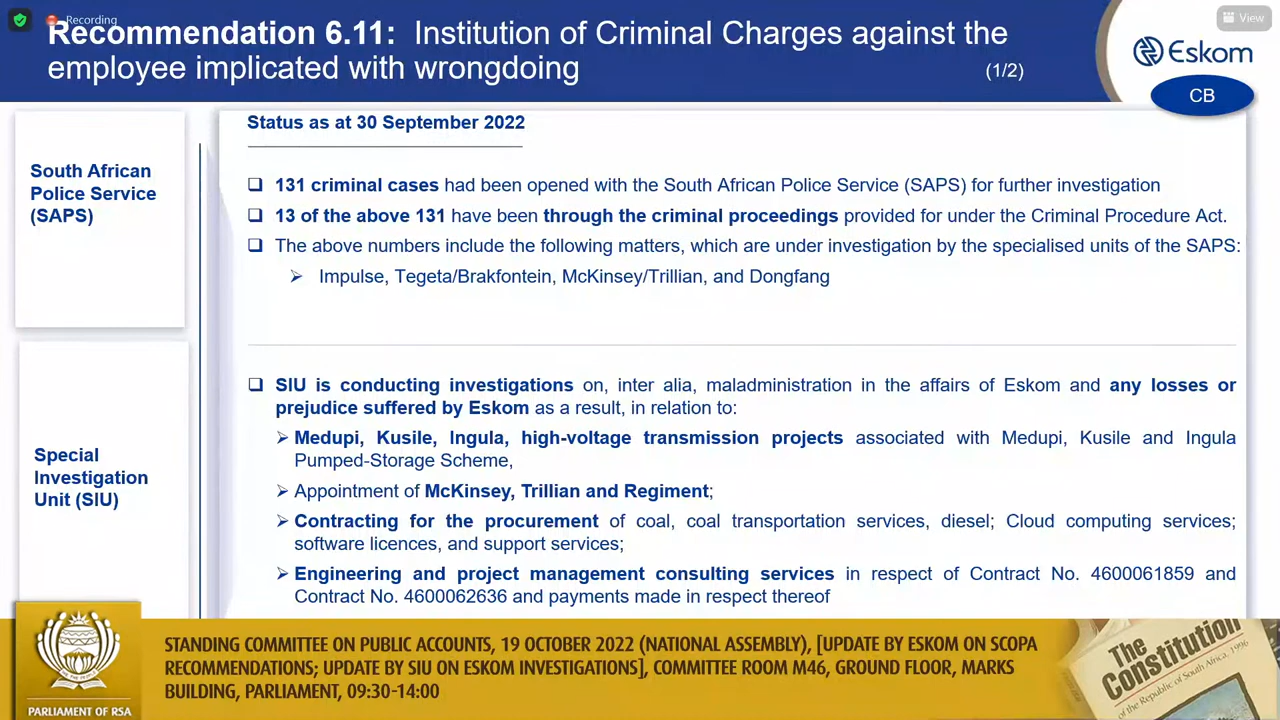 Recording
View
Recommendation 6.11: Institution of Criminal Charges against the
employee implicated with wrongdoing
(1/2)
Eskom
CB
Status as at 30 September 2022
South African
Police Service
(SAPS)
❑ 131 criminal cases had been opened with the South African Police Service (SAPS) for further investigation
❑ 13 of the above 131 have been through the criminal proceedings provided for under the Criminal Procedure Act.
❑ The above numbers include the following matters, which are under investigation by the specialised units of the SAPS:
➢ Impulse, Tegeta/Brakfontein, McKinsey/Trillian, and Dongfang
Special
Investigation
Unit (SIU)
❑ SIU is conducting investigations on, inter alia, maladministration in the affairs of Eskom and any losses or
prejudice suffered by Eskom as a result, in relation to:
➢ Medupi, Kusile, Ingula, high-voltage transmission projects associated with Medupi, Kusile and Ingula
Pumped-Storage Scheme,
➢ Appointment of McKinsey, Trillian and Regiment;
➢ Contracting for the procurement of coal, coal transportation services, diesel; Cloud computing services;
software licences, and support services;
➢ Engineering and project management consulting services in respect of Contract No. 4600061859 and
Contract No. 4600062636 and payments made in respect thereof
PARLIAMENT OF RSA
STANDING COMMITTEE ON PUBLIC ACCOUNTS, 19 OCTOBER 2022 (NATIONAL ASSEMBLY), [UPDATE BY ESKOM ON SCOPA
RECOMMENDATIONS; UPDATE BY SIU ON ESKOM INVESTIGATIONS], COMMITTEE ROOM M46, GROUND FLOOR, MARKS
BUILDING, PARLIAMENT, 09:30-14:00
The
Constitution
of the Republic of South Africa, 1996